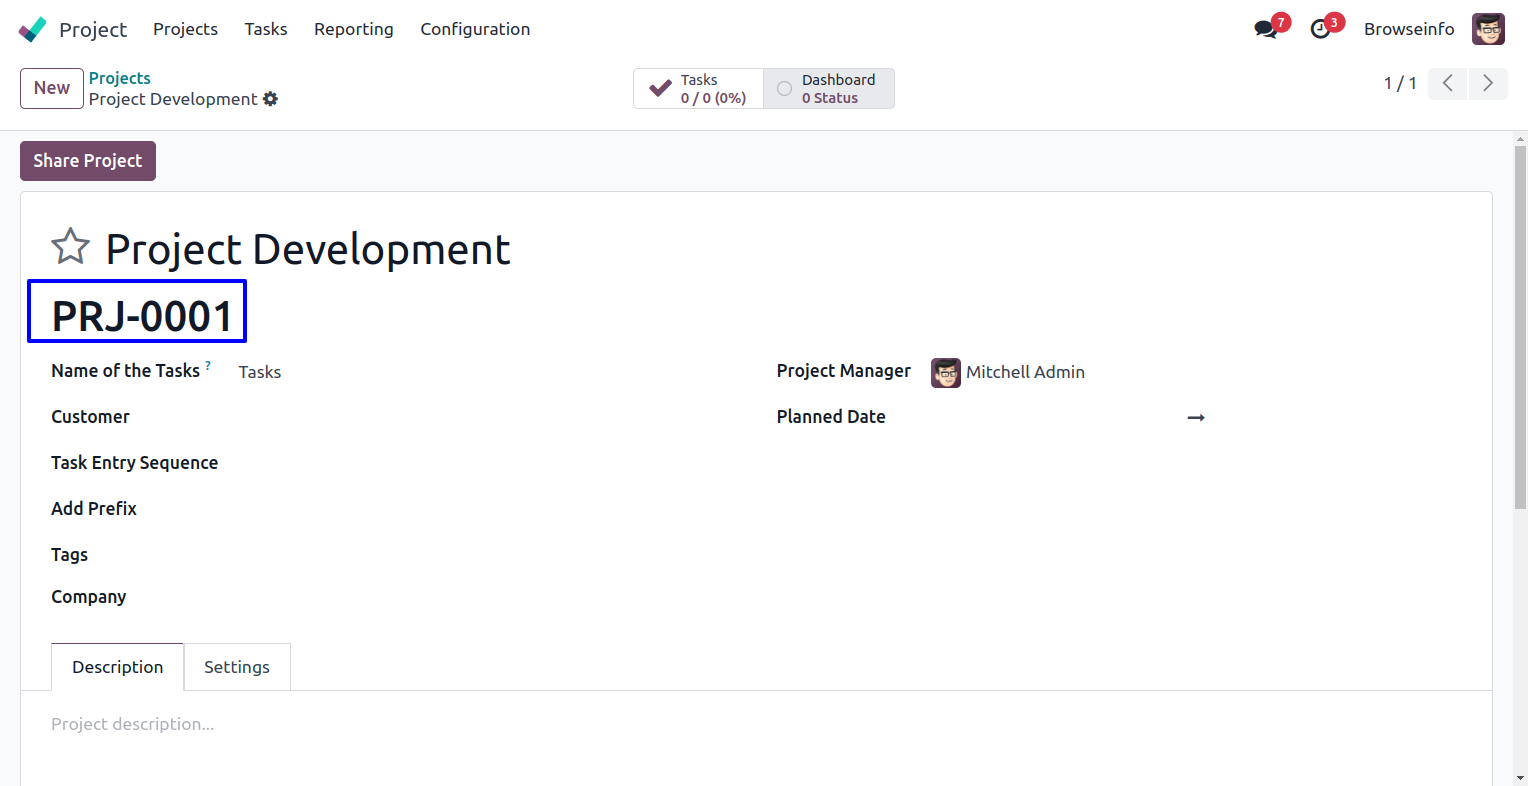 Project Projects Tasks Reporting Configuration 7 3 Browseinfo
New Projects
Project Development
Tasks
0 / 0 (0%)
Dashboard
0 Status
1 / 1
Share Project
Project Development
PRJ-0001
Name of the Tasks ? Tasks
Project Manager Mitchell Admin
Customer
Planned Date
Task Entry Sequence
Add Prefix
Tags
Company
Description Settings
Project description...